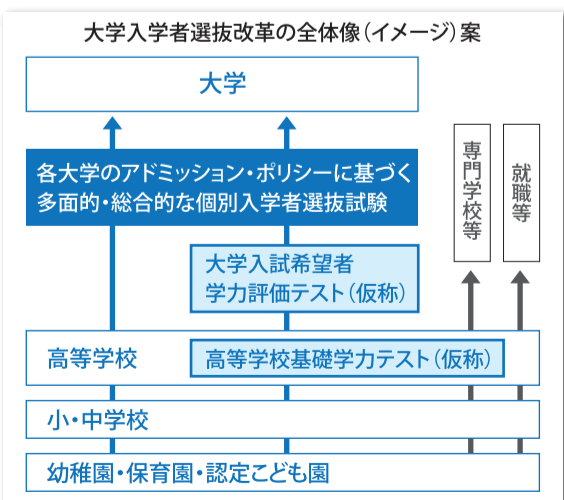 大学入学者選抜改革の全体像(イメージ)案
大学
各大学のアドミッション・ポリシーに基づく
多面的・総合的な個別入学者選抜試験
専門学校等
就職等
大学入試希望者
学力評価テスト(仮称)
高等学校
高等学校基礎学力テスト(仮称)
小・中学校
幼稚園・保育園・認定こども園